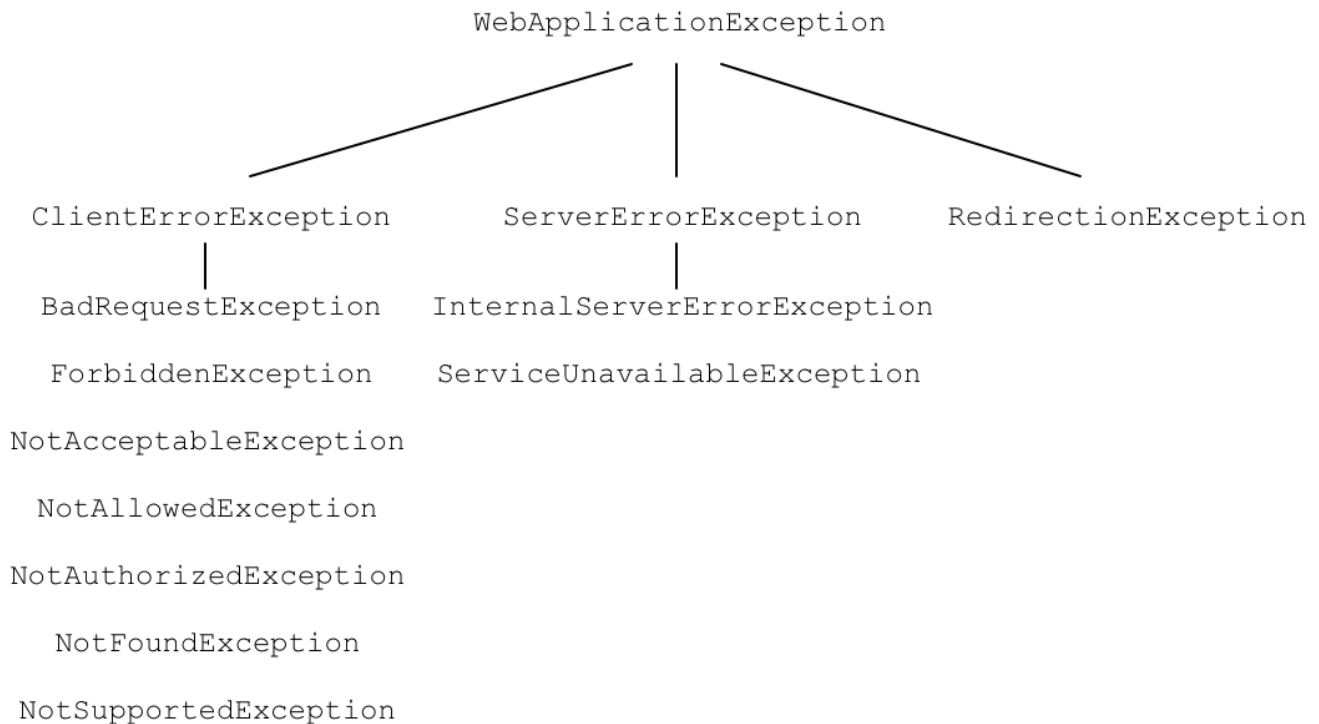 WebApplicationException
ClientErrorException ServerErrorException RedirectionException
BadRequestException InternalServerErrorException
ForbiddenException ServiceUnavailableException
NotAcceptableException
NotAllowedException
NotAuthorizedException
NotFoundException
NotSupportedException